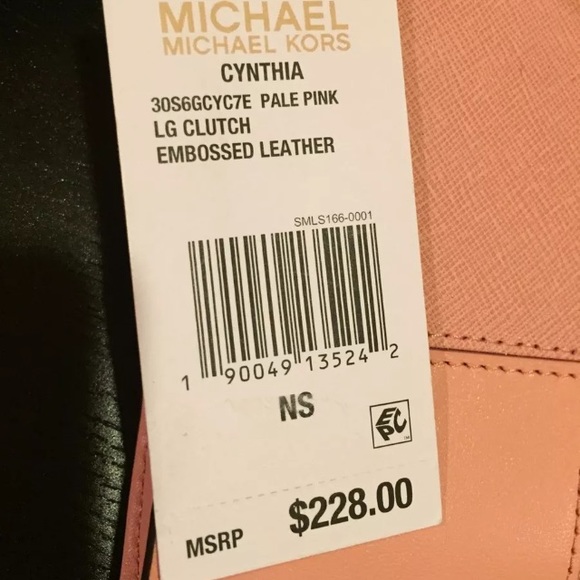 MICHAEL
MICHAEL KORS
CYNTHIA
30S6GCYC7E PALE PINK
LG CLUTCH
EMBOSSED LEATHER
SMLS166-0001
1 90049 13524 2
NS
EPC
MSRP $228.00